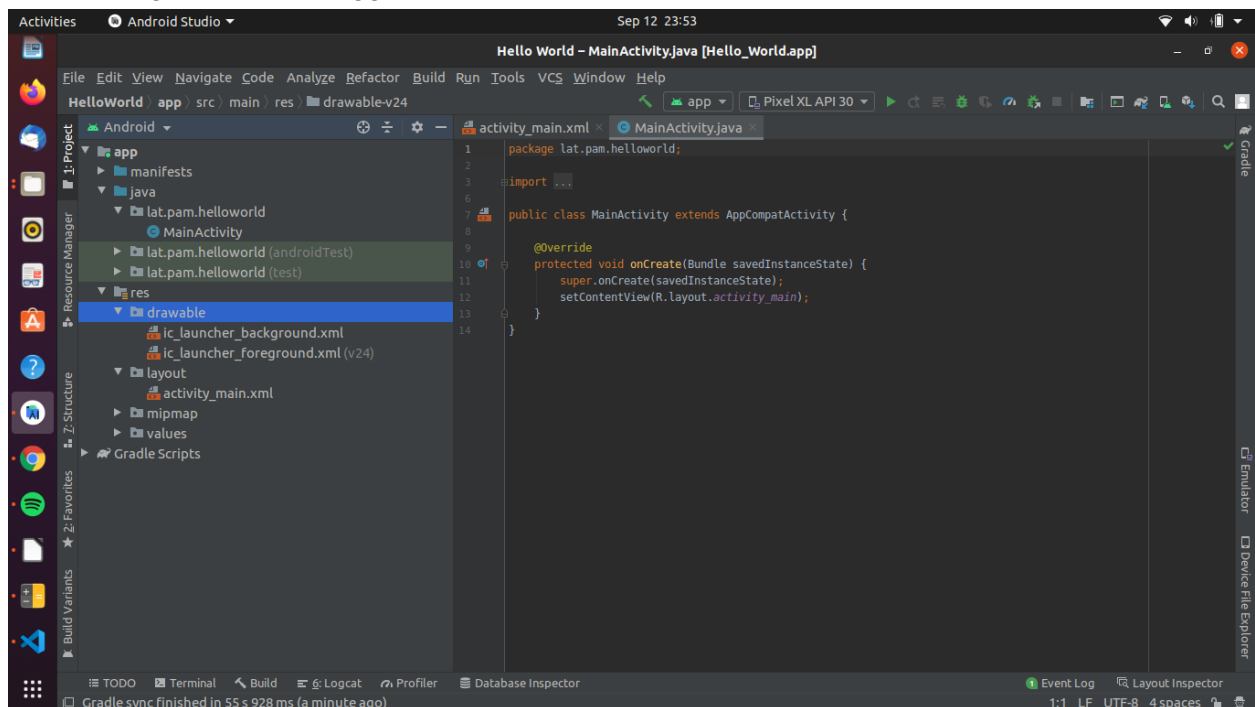 Activities Android Studio Sep 12 23:53
Hello World – MainActivity.java [Hello_World.app]
File Edit View Navigate Code Analyze Refactor Build Run Tools VCS Window Help
HelloWorld app src main res drawable-v24 app Pixel XL API 30
1: Project
Resource Manager
Z: Structure
2: Favorites
Build Variants
Android
app
manifests
java
lat.pam.helloworld
MainActivity
lat.pam.helloworld (androidTest)
lat.pam.helloworld (test)
res
drawable
ic_launcher_background.xml
ic_launcher_foreground.xml (v24)
layout
activity_main.xml
mipmap
values
Gradle Scripts
activity_main.xml MainActivity.java
1 package lat.pam.helloworld;
2
3 import ...
6
7 public class MainActivity extends AppCompatActivity {
8
9 @Override
10 protected void onCreate(Bundle savedInstanceState) {
11 super.onCreate(savedInstanceState);
12 setContentView(R.layout.activity_main);
13 }
14 }
Gradle
Emulator
Device File Explorer
TODO Terminal Build 6: Logcat Profiler Database Inspector 1 Event Log Layout Inspector
Gradle sync finished in 55 s 928 ms (a minute ago) 1:1 LF UTF-8 4 spaces